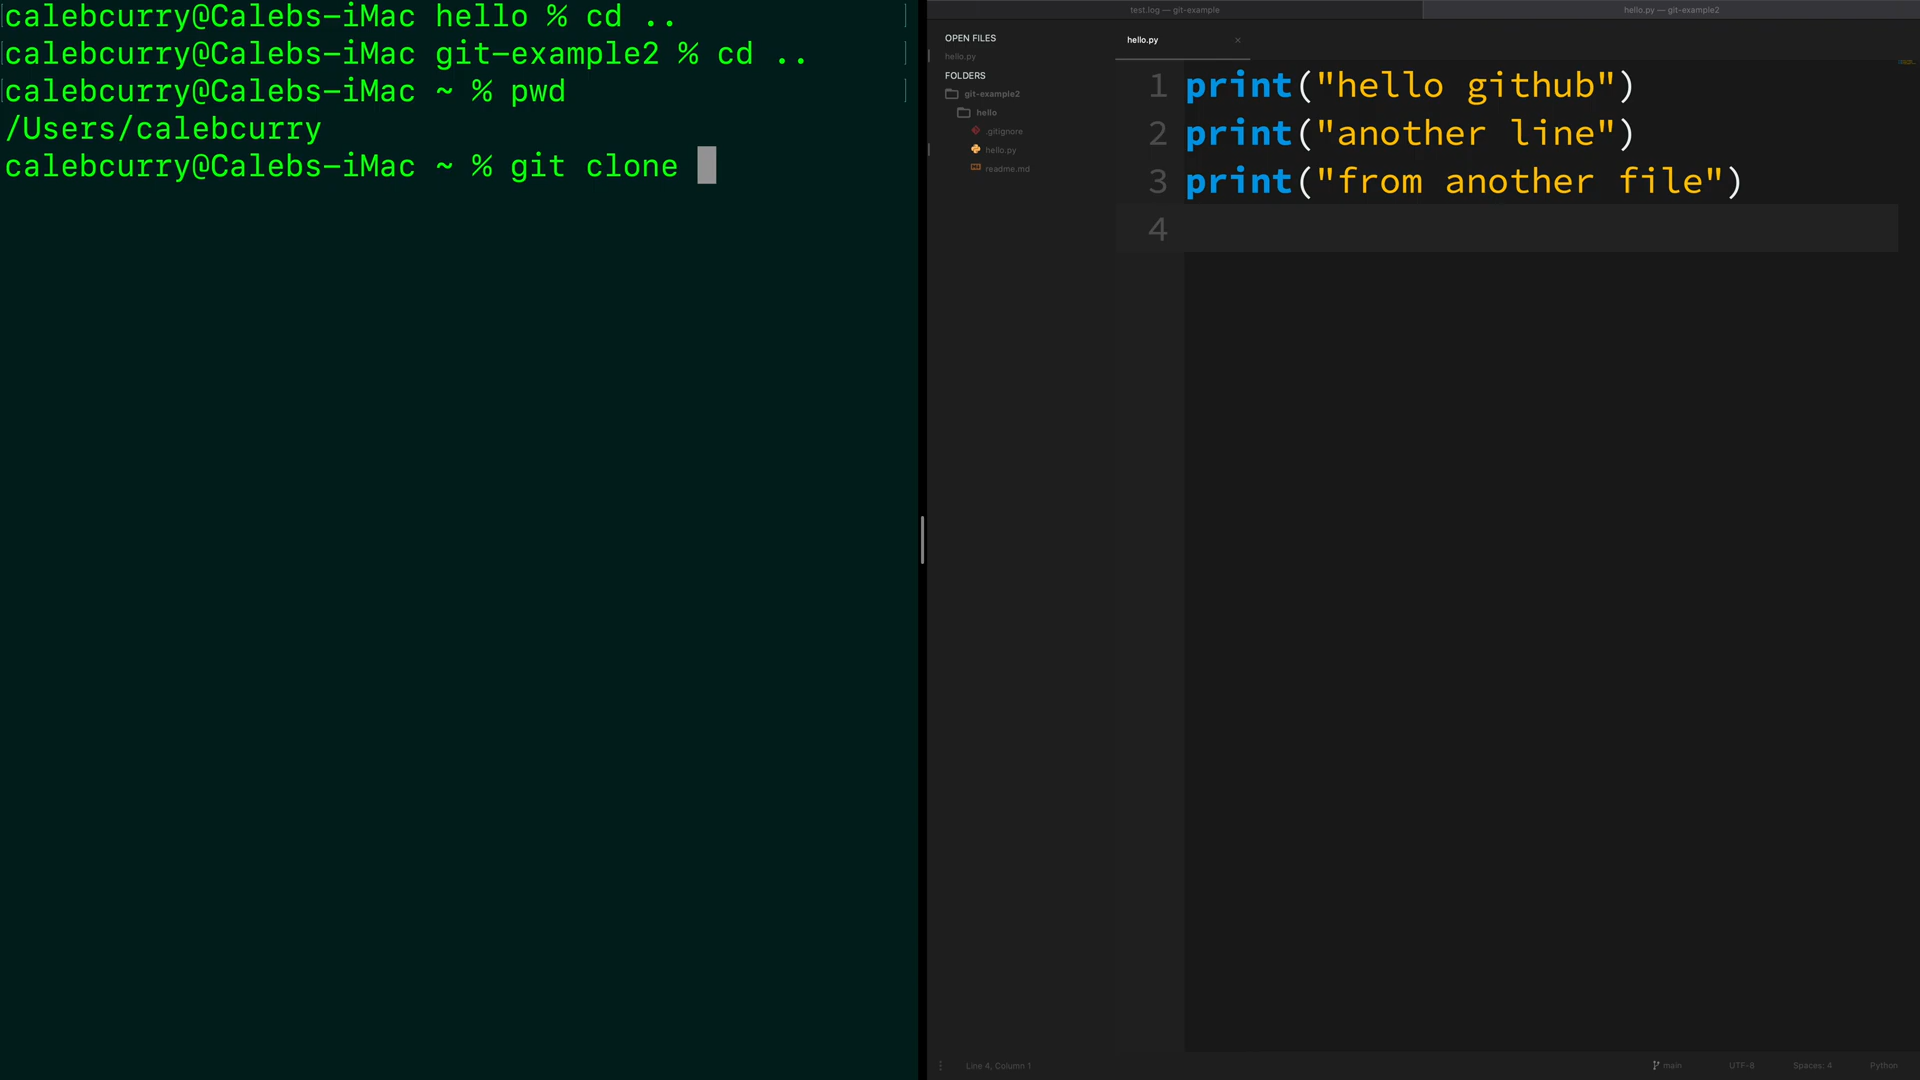 calebcurry@Calebs-iMac hello % cd ..
calebcurry@Calebs-iMac git-example2 % cd ..
calebcurry@Calebs-iMac ~ % pwd
/Users/calebcurry
calebcurry@Calebs-iMac ~ % git clone
test.log — git-example
hello.py — git-example2
OPEN FILES
hello.py
FOLDERS
git-example2
hello
.gitignore
hello.py
readme.md
hello.py ×
1 print("hello github")
2 print("another line")
3 print("from another file")
4
Line 4, Column 1
main
UTF-8
Spaces: 4
Python